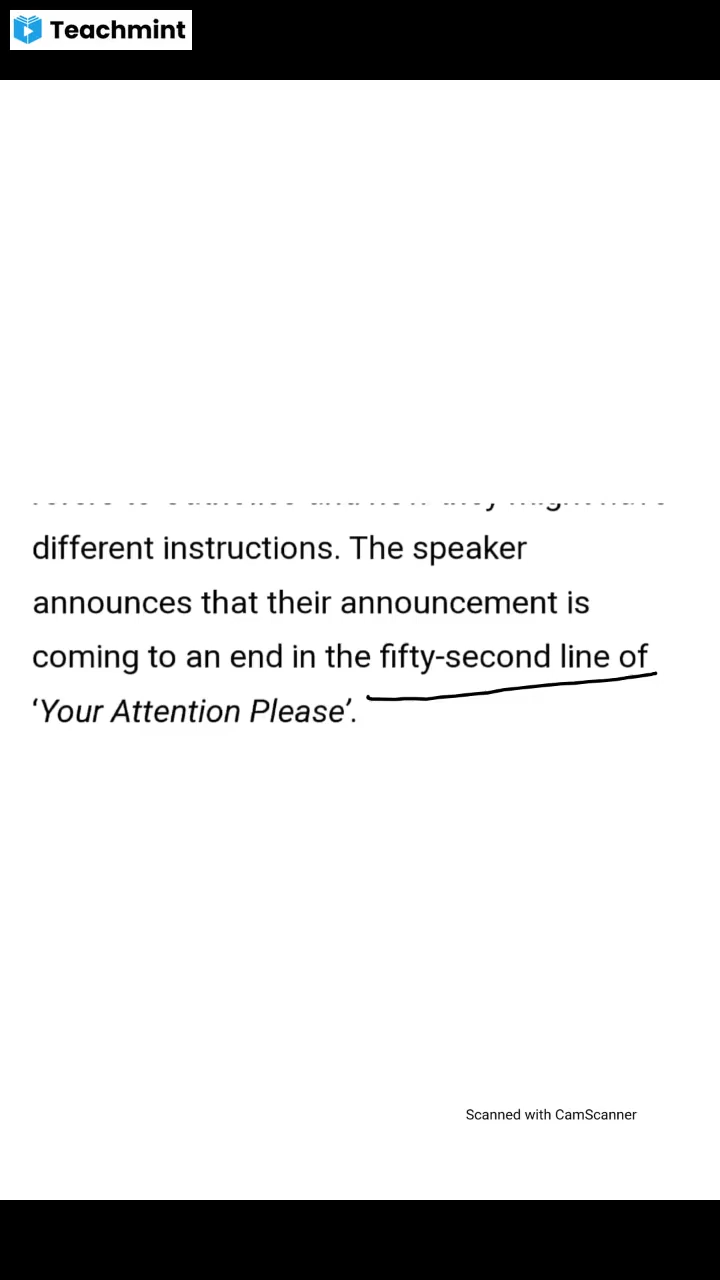 Teachmint
different instructions. The speaker
announces that their announcement is
coming to an end in the fifty-second line of
‘Your Attention Please’.
Scanned with CamScanner